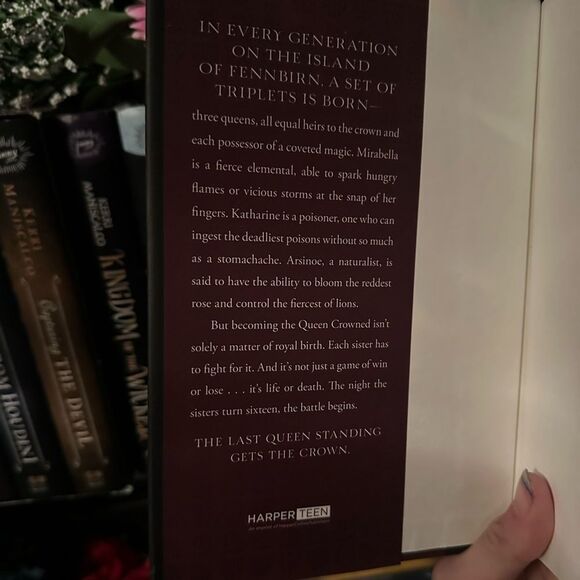 IN EVERY GENERATION
ON THE ISLAND
OF FENNBIRN, A SET OF
TRIPLETS IS BORN—
three queens, all equal heirs to the crown and
each possessor of a coveted magic. Mirabella
is a fierce elemental, able to spark hungry
flames or vicious storms at the snap of her
fingers. Katharine is a poisoner, one who can
ingest the deadliest poisons without so much
as a stomachache. Arsinoe, a naturalist, is
said to have the ability to bloom the reddest
rose and control the fiercest of lions.
But becoming the Queen Crowned isn't
solely a matter of royal birth. Each sister has
to fight for it. And it's not just a game of win
or lose . . . it's life or death. The night the
sisters turn sixteen, the battle begins.
THE LAST QUEEN STANDING
GETS THE CROWN.
HARPER TEEN
An imprint of HarperCollinsPublishers
HOUDINI
KERRI
MANISCALCO
Capturing THE DEVIL
KERRI
MANISCALCO
KINGDOM OF THE WICKED